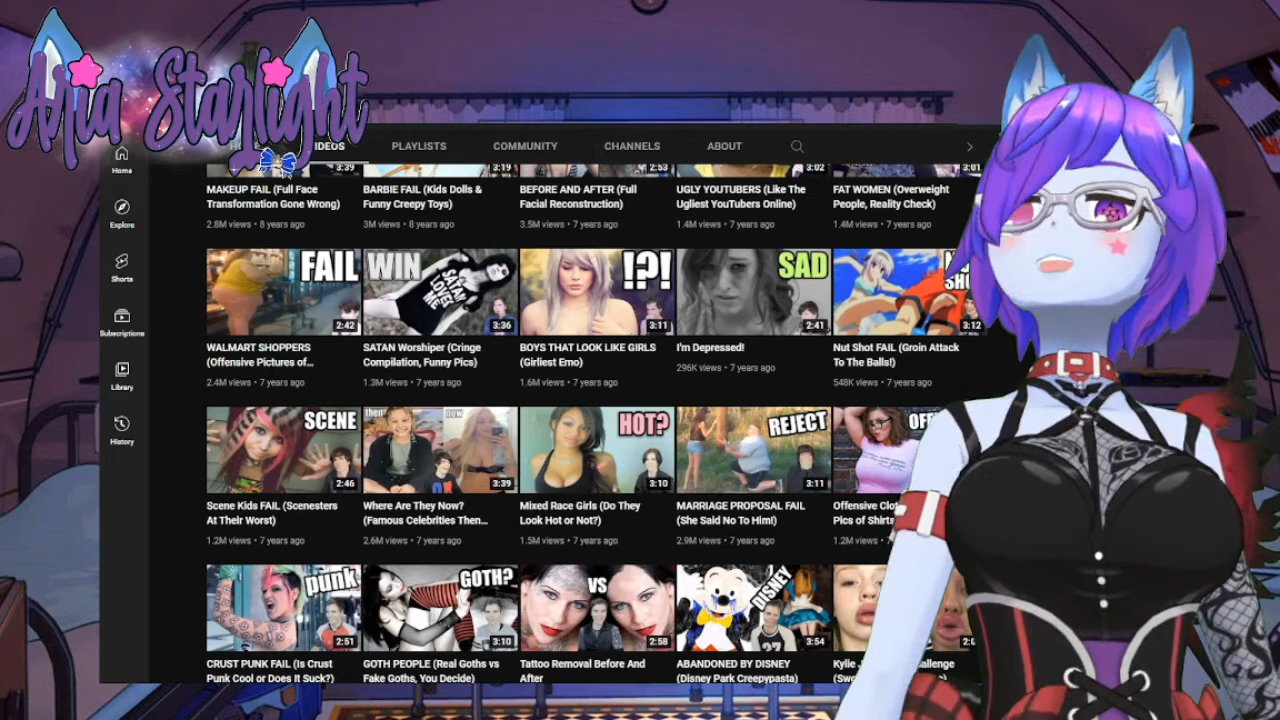 Aria Starlight
VIDEOS
PLAYLISTS
COMMUNITY
CHANNELS
ABOUT
Home
Explore
Shorts
Subscriptions
Library
History
3:39
3:19
2:53
3:02
3:01
MAKEUP FAIL (Full Face
Transformation Gone Wrong)
2.8M views • 8 years ago
BARBIE FAIL (Kids Dolls &
Funny Creepy Toys)
3M views • 8 years ago
BEFORE AND AFTER (Full
Facial Reconstruction)
3.5M views • 7 years ago
UGLY YOUTUBERS (Like The
Ugliest YouTubers Online)
1.4M views • 7 years ago
FAT WOMEN (Overweight
People, Reality Check)
1.4M views • 7 years ago
FAIL
2:42
WIN
SATAN
LOVES
ME
3:36
!?!
3:11
SAD
2:41
3:12
WALMART SHOPPERS
(Offensive Pictures of...
2.4M views • 7 years ago
SATAN Worshiper (Cringe
Compilation, Funny Pics)
1.3M views • 7 years ago
BOYS THAT LOOK LIKE GIRLS
(Girliest Emo)
1.6M views • 7 years ago
I'm Depressed!
296K views • 7 years ago
Nut Shot FAIL (Groin Attack
To The Balls!)
548K views • 7 years ago
SCENE
2:46
then
now
3:39
HOT?
3:10
REJECT
3:11
Scene Kids FAIL (Scenesters
At Their Worst)
1.2M views • 7 years ago
Where Are They Now?
(Famous Celebrities Then...
2.6M views • 7 years ago
Mixed Race Girls (Do They
Look Hot or Not?)
1.5M views • 7 years ago
MARRIAGE PROPOSAL FAIL
(She Said No To Him!)
2.9M views • 7 years ago
Offensive
Pics of Shirts
1.2M views
punk
2:51
GOTH?
3:10
VS
2:58
DISNEY
27
3:54
CRUST PUNK FAIL (Is Crust
Punk Cool or Does It Suck?)
GOTH PEOPLE (Real Goths vs
Fake Goths, You Decide)
Tattoo Removal Before And
After
ABANDONED BY DISNEY
(Disney Park Creepypasta)
Kylie